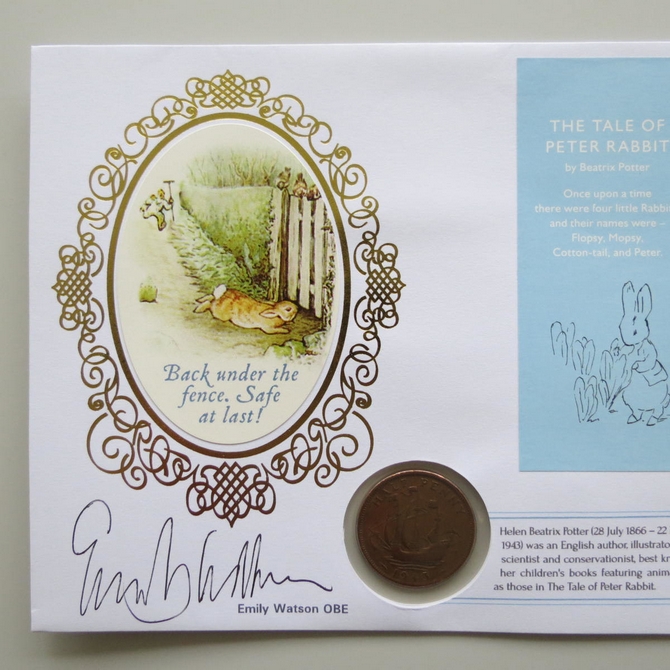 THE TALE OF
PETER RABBIT
by Beatrix Potter
Once upon a time
there were four little Rabbi
and their names were –
Flopsy, Mopsy,
Cotton-tail, and Peter.
Back under the
fence. Safe
at last!
HALF PENNY
Emily Watson OBE
Helen Beatrix Potter (28 July 1866 – 22
1943) was an English author, illustrato
scientist and conservationist, best kn
her children's books featuring anim
as those in The Tale of Peter Rabbit.